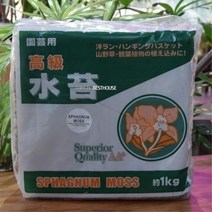 園芸用
洋ラン・ハンギングバスケット
山野草・観葉植物の植え込みに!
高級
水苔
SPHAGNUM
MOSS
Superior
Quality AA
SPHAGNUM MOSS
約1kg